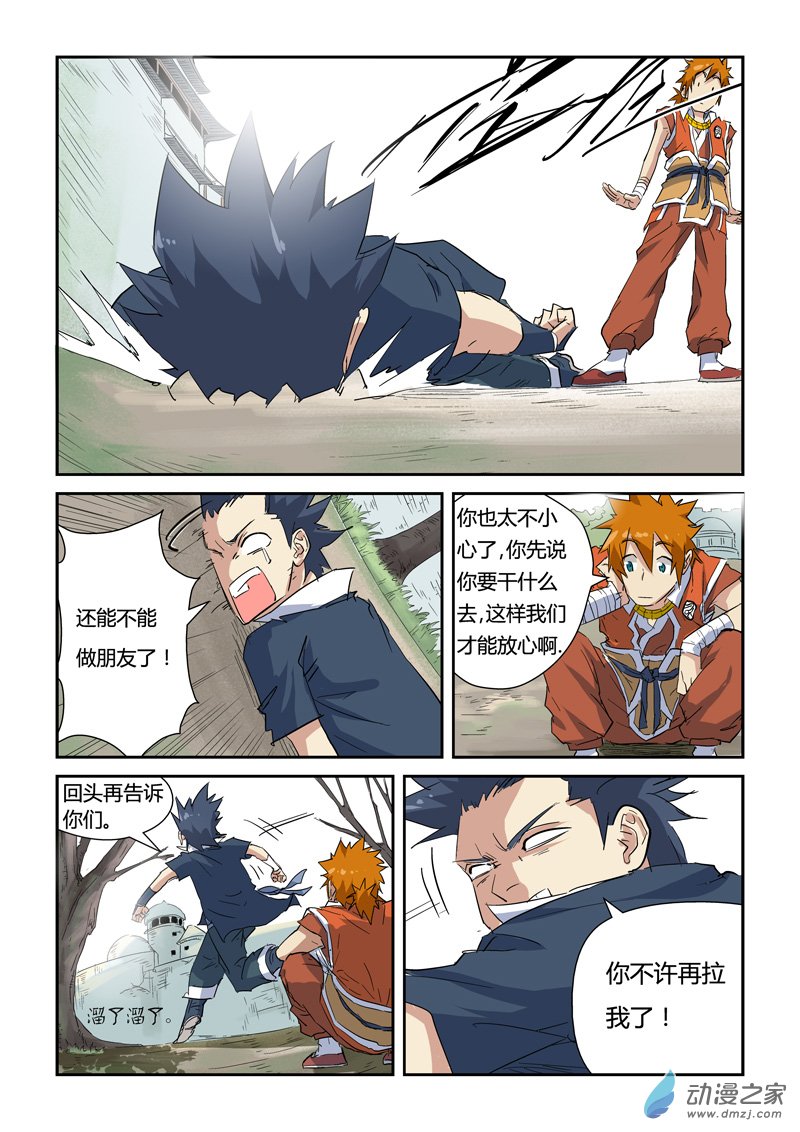 还能不能
做朋友了！
你也太不小
心了,你先说
你要干什么
去,这样我们
才能放心啊.
回头再告诉
你们。
溜了溜了。
你不许再拉
我了！
动漫之家
www.dmzj.com